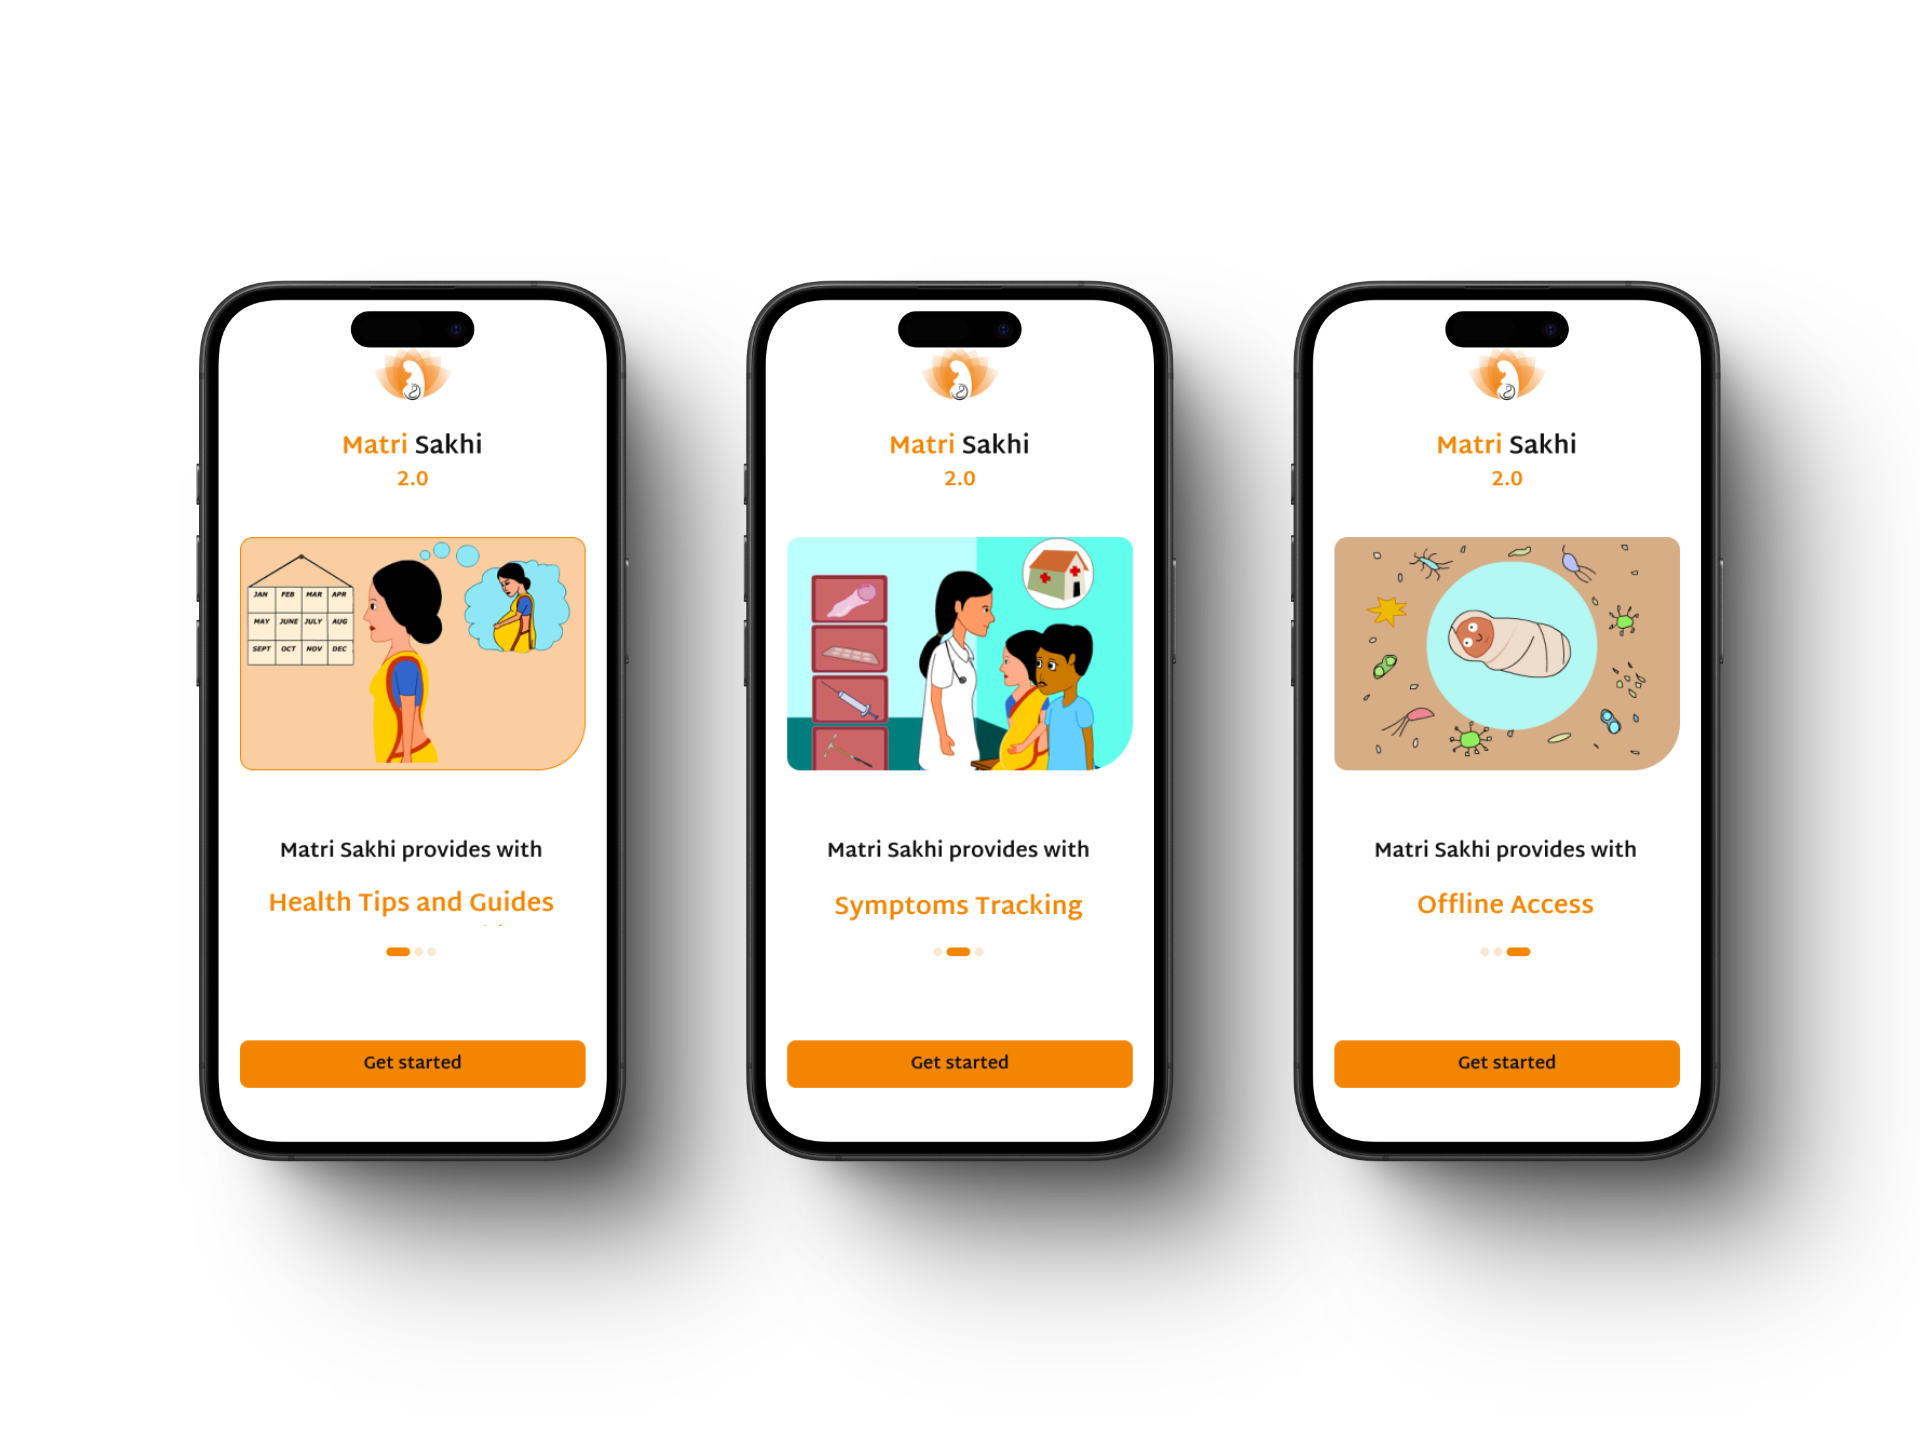 Matri Sakhi
2.0
JAN FEB MAR APR
MAY JUNE JULY AUG
SEPT OCT NOV DEC
Matri Sakhi provides with
Health Tips and Guides
Get started
Matri Sakhi
2.0
Matri Sakhi provides with
Symptoms Tracking
Get started
Matri Sakhi
2.0
Matri Sakhi provides with
Offline Access
Get started